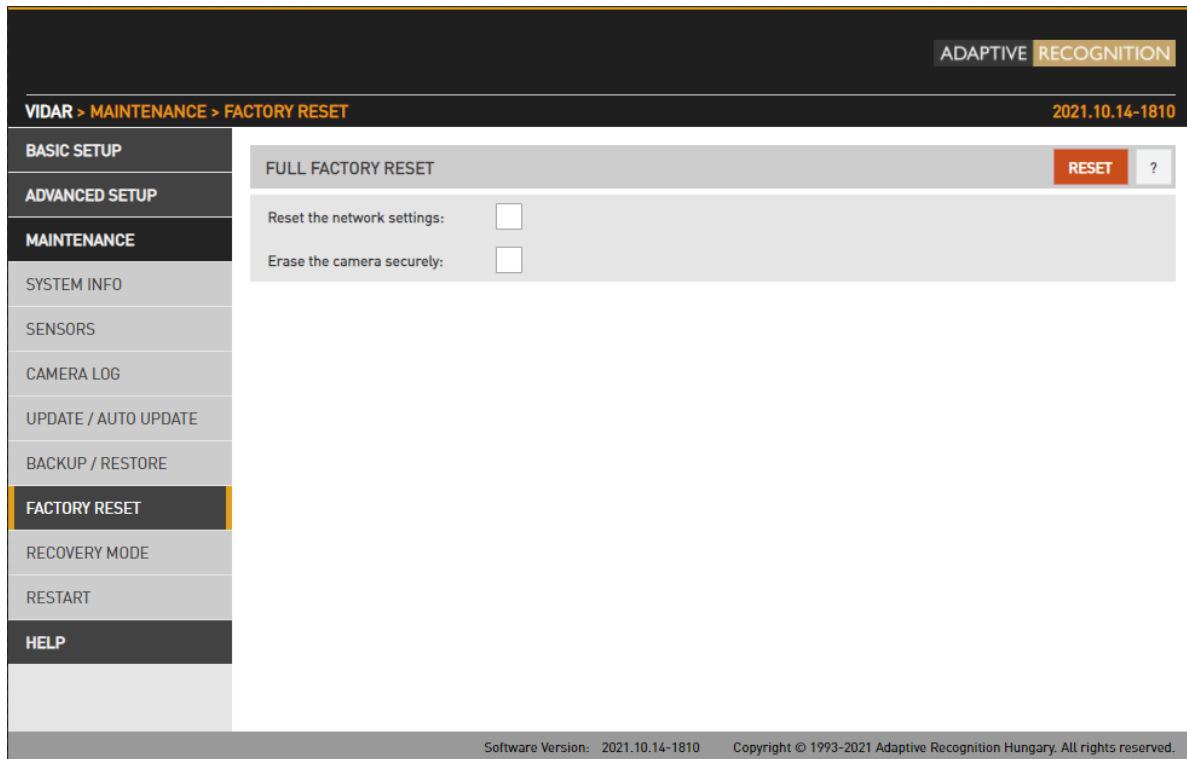 ADAPTIVE RECOGNITION
VIDAR > MAINTENANCE > FACTORY RESET 2021.10.14-1810
BASIC SETUP
ADVANCED SETUP
MAINTENANCE
SYSTEM INFO
SENSORS
CAMERA LOG
UPDATE / AUTO UPDATE
BACKUP / RESTORE
FACTORY RESET
RECOVERY MODE
RESTART
HELP
FULL FACTORY RESET RESET ?
Reset the network settings:
Erase the camera securely:
Software Version: 2021.10.14-1810 Copyright © 1993-2021 Adaptive Recognition Hungary. All rights reserved.